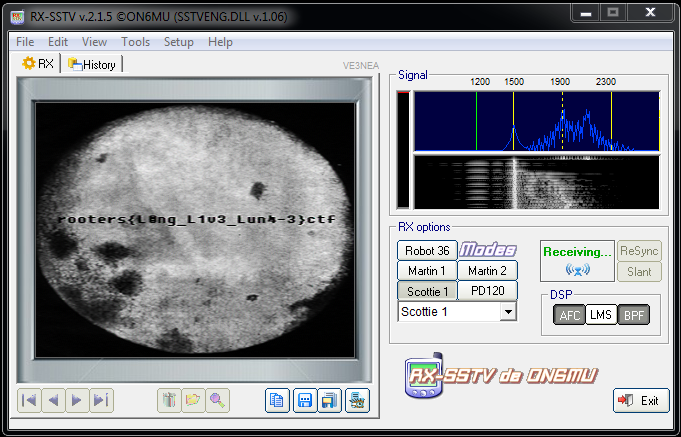 RX-SSTV v.2.1.5 ©ON6MU (SSTVENG.DLL v.1.06)
File Edit View Tools Setup Help
RX History VE3NEA
Signal
1200 1500 1900 2300
rooters{L0ng_L1v3_Lun4-3}ctf
RX options
Robot 36 Modes
Martin 1 Martin 2
Scottie 1 PD120
Scottie 1
Receiving... ReSync
Slant
DSP
AFC LMS BPF
RX-SSTV de ON6MU
Exit